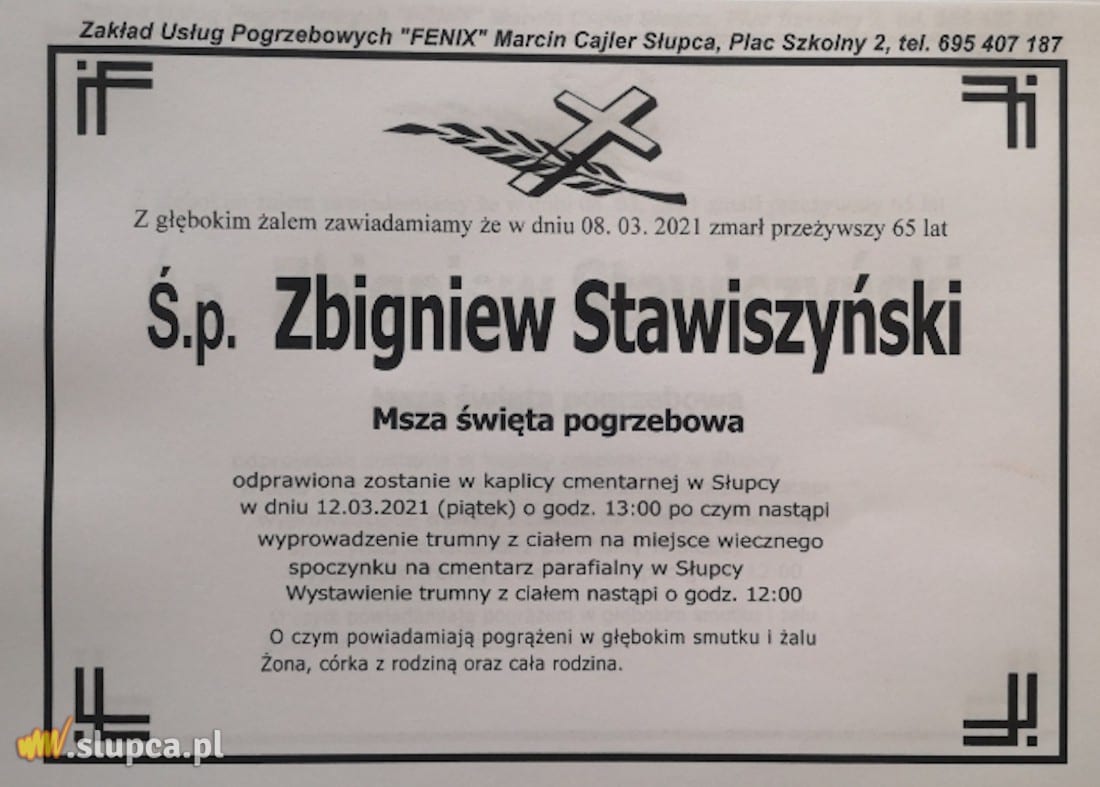 Zakład Usług Pogrzebowych "FENIX" Marcin Cajler Słupca, Plac Szkolny 2, tel. 695 407 187
Z głębokim żalem zawiadamiamy że w dniu 08. 03. 2021 zmarł przeżywszy 65 lat
Ś.p. Zbigniew Stawiszyński
Msza święta pogrzebowa
odprawiona zostanie w kaplicy cmentarnej w Słupcy
w dniu 12.03.2021 (piątek) o godz. 13:00 po czym nastąpi
wyprowadzenie trumny z ciałem na miejsce wiecznego
spoczynku na cmentarz parafialny w Słupcy
Wystawienie trumny z ciałem nastąpi o godz. 12:00
O czym powiadamiają pogrążeni w głębokim smutku i żalu
Żona, córka z rodziną oraz cała rodzina.
www.slupca.pl